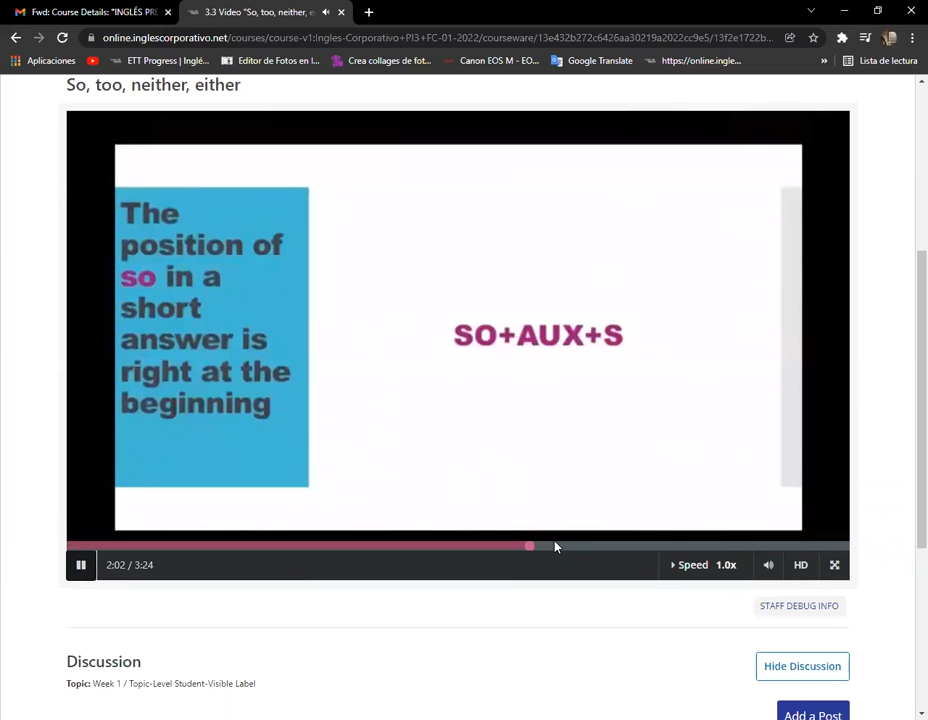 Fwd: Course Details: "INGLÉS PR
3.3 Video "So, too, neither, e
online.inglescorporativo.net/courses/course-v1:Ingles-Corporativo+PI3+FC-01-2022/courseware/13e432b272c6426aa30219a2022cc9e5/13f2e1722b...
Aplicaciones
ETT Progress | Inglé...
Editor de Fotos en l...
Crea collages de fot...
Canon EOS M - EO...
Google Translate
https://online.ingle...
»
Lista de lectura
So, too, neither, either
The
position of
so in a
short
answer is
right at the
beginning
SO+AUX+S
2:02 / 3:24
Speed 1.0x
HD
STAFF DEBUG INFO
Discussion
Hide Discussion
Topic: Week 1 / Topic-Level Student-Visible Label
Add a Post